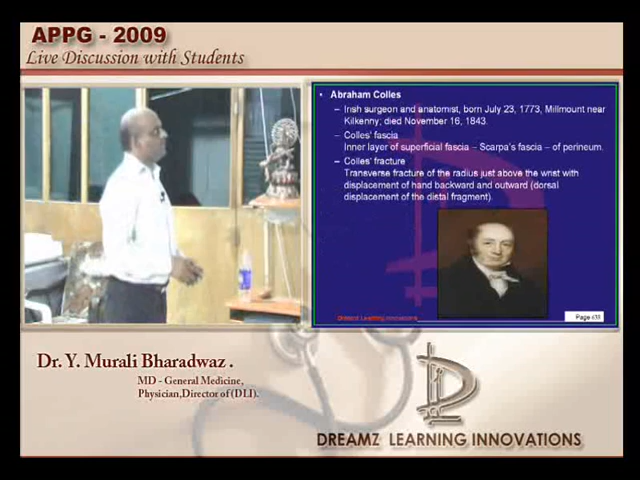 APPG - 2009
Live Discussion with Students
• Abraham Colles
– Irish surgeon and anatomist, born July 23, 1773, Millmount near
Kilkenny; died November 16, 1843.
– Colles' fascia
Inner layer of superficial fascia – Scarpa's fascia – of perineum.
– Colles' fracture
Transverse fracture of the radius just above the wrist with
displacement of hand backward and outward (dorsal
displacement of the distal fragment).
Dreamz Learning Innovations
Page
Dr. Y. Murali Bharadwaz .
MD - General Medicine,
Physician,Director of (DLI).
DREAMZ LEARNING INNOVATIONS